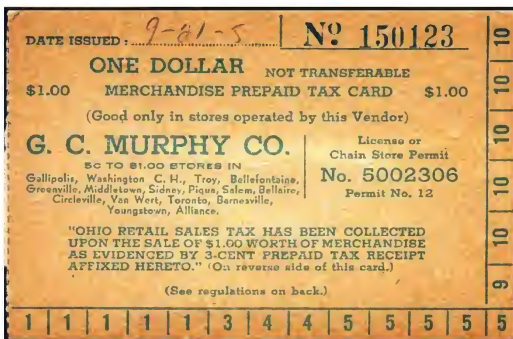 DATE ISSUED: 9-21-5 Nº 150123
ONE DOLLAR NOT TRANSFERABLE
$1.00 MERCHANDISE PREPAID TAX CARD $1.00
(Good only in stores operated by this Vendor)
G. C. MURPHY CO.
5C TO $1.00 STORES IN
Gallipolis, Washington C. H., Troy, Bellefontaine,
Greenville, Middletown, Sidney, Piqua, Salem, Bellaire,
Circleville, Van Wert, Toronto, Barnesville,
Youngstown, Alliance.
License or
Chain Store Permit
No. 5002306
Permit No. 12
"OHIO RETAIL SALES TAX HAS BEEN COLLECTED
UPON THE SALE OF $1.00 WORTH OF MERCHANDISE
AS EVIDENCED BY 3-CENT PREPAID TAX RECEIPT
AFFIXED HERETO." (On reverse side of this card.)
(See regulations on back.)
10 10 10 10 10 9
1 1 1 1 1 3 4 4 5 5 5 5 5